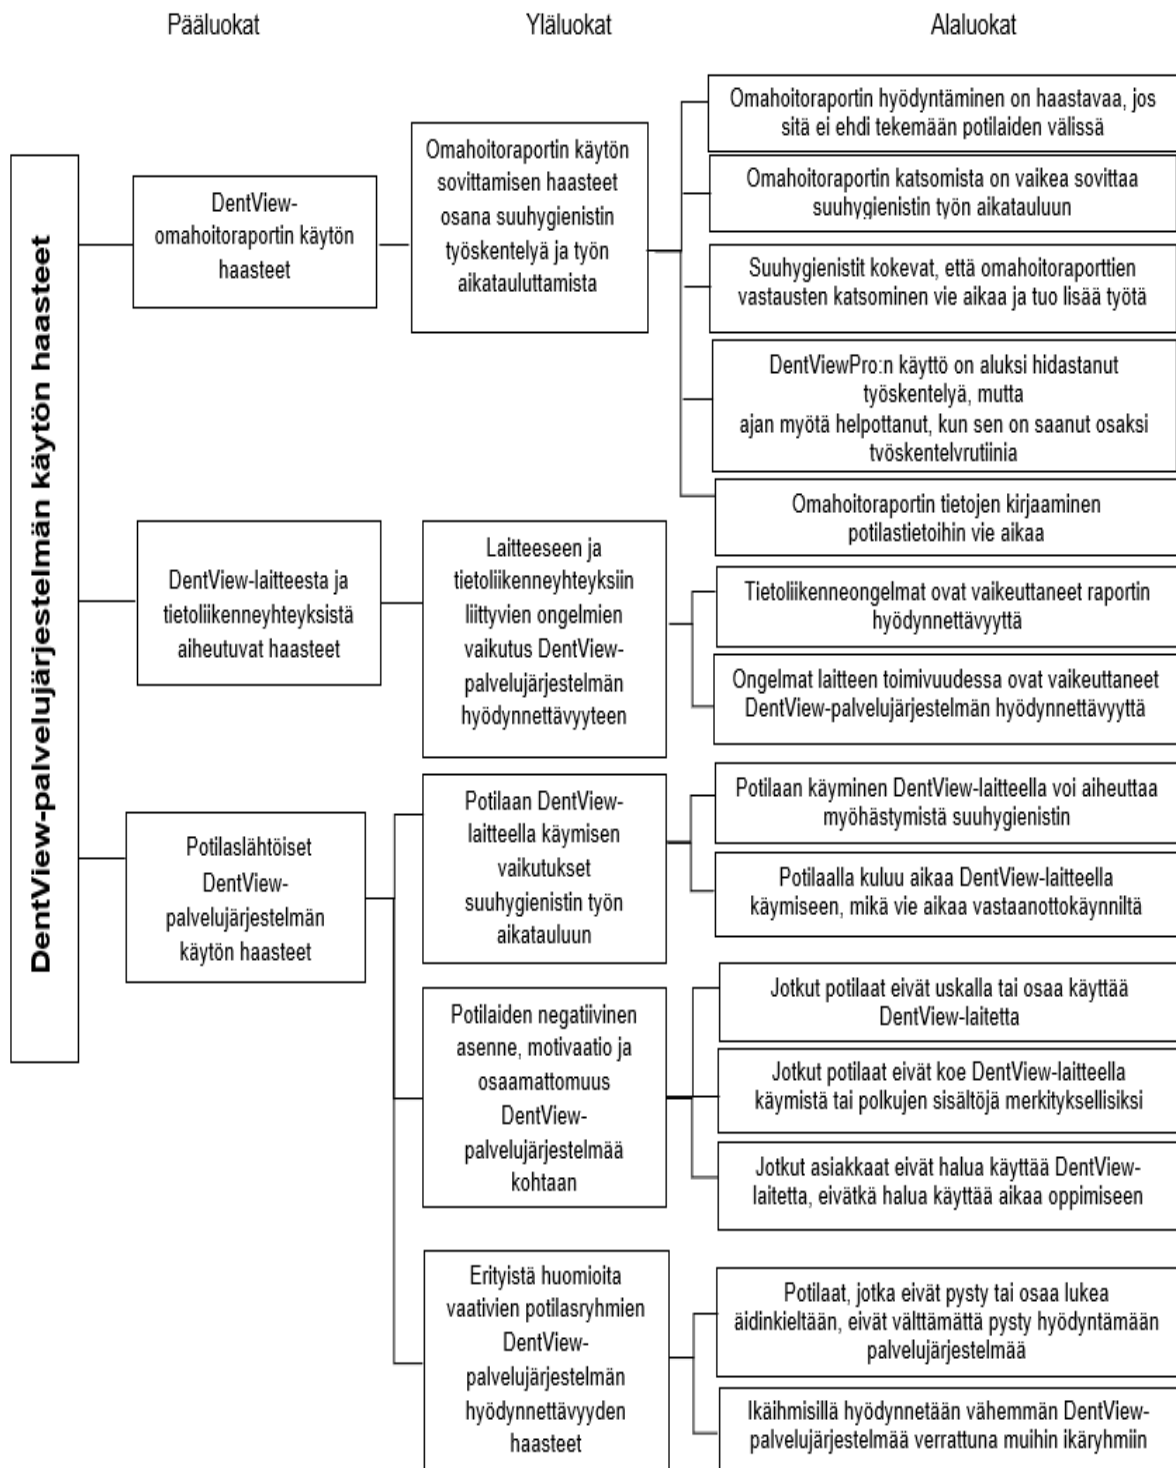 Pääluokat
Yläluokat
Alaluokat
DentView-palvelujärjestelmän käytön haasteet
DentView-
omahoitoraportin käytön
haasteet
Omahoitoraportin käytön
sovittamisen haasteet
osana suuhygienistin
työskentelyä ja työn
aikatauluttamista
Omahoitoraportin hyödyntäminen on haastavaa, jos
sitä ei ehdi tekemään potilaiden välissä
Omahoitoraportin katsomista on vaikea sovittaa
suuhygienistin työn aikatauluun
Suuhygienistit kokevat, että omahoitoraporttien
vastausten katsominen vie aikaa ja tuo lisää työtä
DentViewPro:n käyttö on aluksi hidastanut
työskentelyä, mutta
ajan myötä helpottanut, kun sen on saanut osaksi
työskentelyrutiinia
Omahoitoraportin tietojen kirjaaminen
potilastietoihin vie aikaa
DentView-laitteesta ja
tietoliikenneyhteyksistä
aiheutuvat haasteet
Laitteeseen ja
tietoliikenneyhteyksiin
liittyvien ongelmien
vaikutus DentView-
palvelujärjestelmän
hyödynnettävyyteen
Tietoliikenneongelmat ovat vaikeuttaneet raportin
hyödynnettävyyttä
Ongelmat laitteen toimivuudessa ovat vaikeuttaneet
DentView-palvelujärjestelmän hyödynnettävyyttä
Potilaslähtöiset
DentView-
palvelujärjestelmän
käytön haasteet
Potilaan DentView-
laitteella käymisen
vaikutukset
suuhygienistin työn
aikatauluun
Potilaan käyminen DentView-laitteella voi aiheuttaa
myöhästymistä suuhygienistin
Potilaalla kuluu aikaa DentView-laitteella
käymiseen, mikä vie aikaa vastaanottokäynniltä
Potilaiden negatiivinen
asenne, motivaatio ja
osaamattomuus
DentView-
palvelujärjestelmää
kohtaan
Jotkut potilaat eivät uskalla tai osaa käyttää
DentView-laitetta
Jotkut potilaat eivät koe DentView-laitteella
käymistä tai polkujen sisältöjä merkityksellisiksi
Jotkut asiakkaat eivät halua käyttää DentView-
laitetta, eivätkä halua käyttää aikaa oppimiseen
Erityistä huomioita
vaativien potilasryhmien
DentView-
palvelujärjestelmän
hyödynnettävyyden
haasteet
Potilaat, jotka eivät pysty tai osaa lukea
äidinkieltään, eivät välttämättä pysty hyödyntämään
palvelujärjestelmää
Ikäihmisillä hyödynnetään vähemmän DentView-
palvelujärjestelmää verrattuna muihin ikäryhmiin